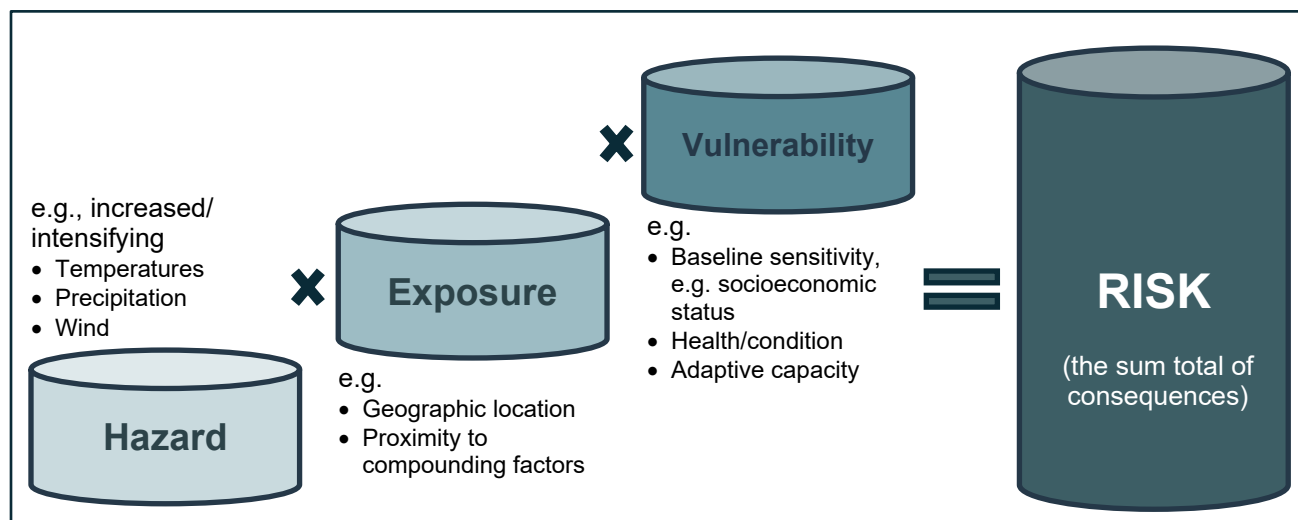 e.g., increased/
intensifying
• Temperatures
• Precipitation
• Wind
Hazard
×
Exposure
e.g.
• Geographic location
• Proximity to
compounding factors
×
Vulnerability
e.g.
• Baseline sensitivity,
e.g. socioeconomic
status
• Health/condition
• Adaptive capacity
=
RISK
(the sum total of
consequences)